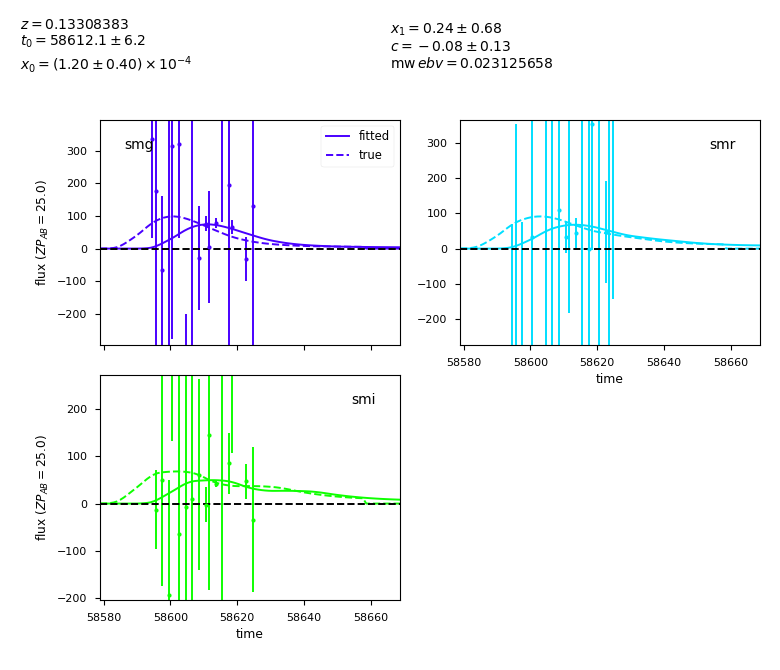 z = 0.13308383
t₀ = 58612.1 ± 6.2
x₀ = (1.20 ± 0.40) × 10⁻⁴
x₁ = 0.24 ± 0.68
c = −0.08 ± 0.13
mw ebv = 0.023125658
smg
fitted
true
300
200
100
0
−100
−200
flux (ZP_AB = 25.0)
smr
300
200
100
0
−100
−200
58580 58600 58620 58640 58660
time
smi
200
100
0
−100
−200
flux (ZP_AB = 25.0)
58580 58600 58620 58640 58660
time